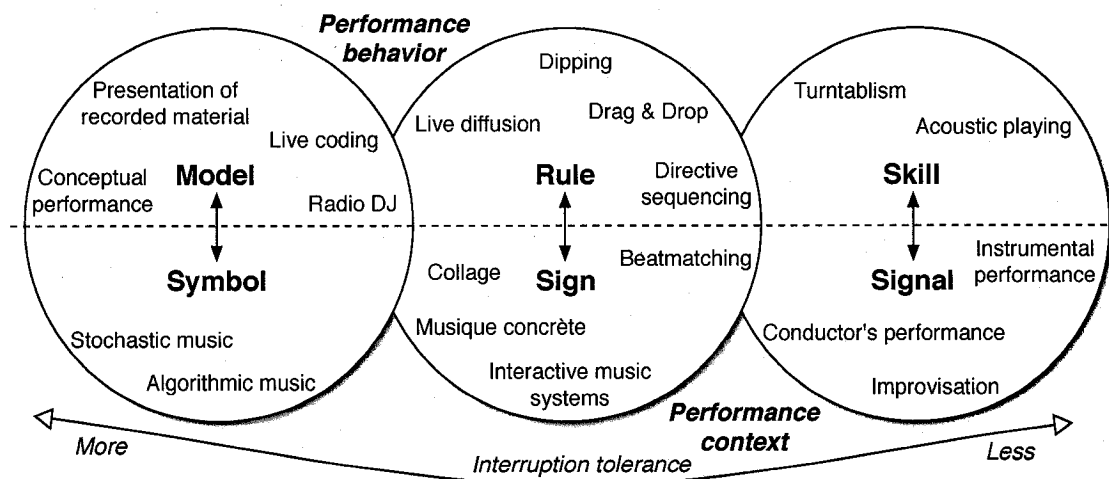 Performance
behavior
Presentation of
recorded material
Live coding
Conceptual
performance
Model
Radio DJ
Symbol
Stochastic music
Algorithmic music
Dipping
Live diffusion
Drag & Drop
Rule
Directive
sequencing
Collage
Sign
Beatmatching
Musique concrète
Interactive music
systems
Turntablism
Acoustic playing
Skill
Signal
Instrumental
performance
Conductor's performance
Improvisation
Performance
context
More
Interruption tolerance
Less